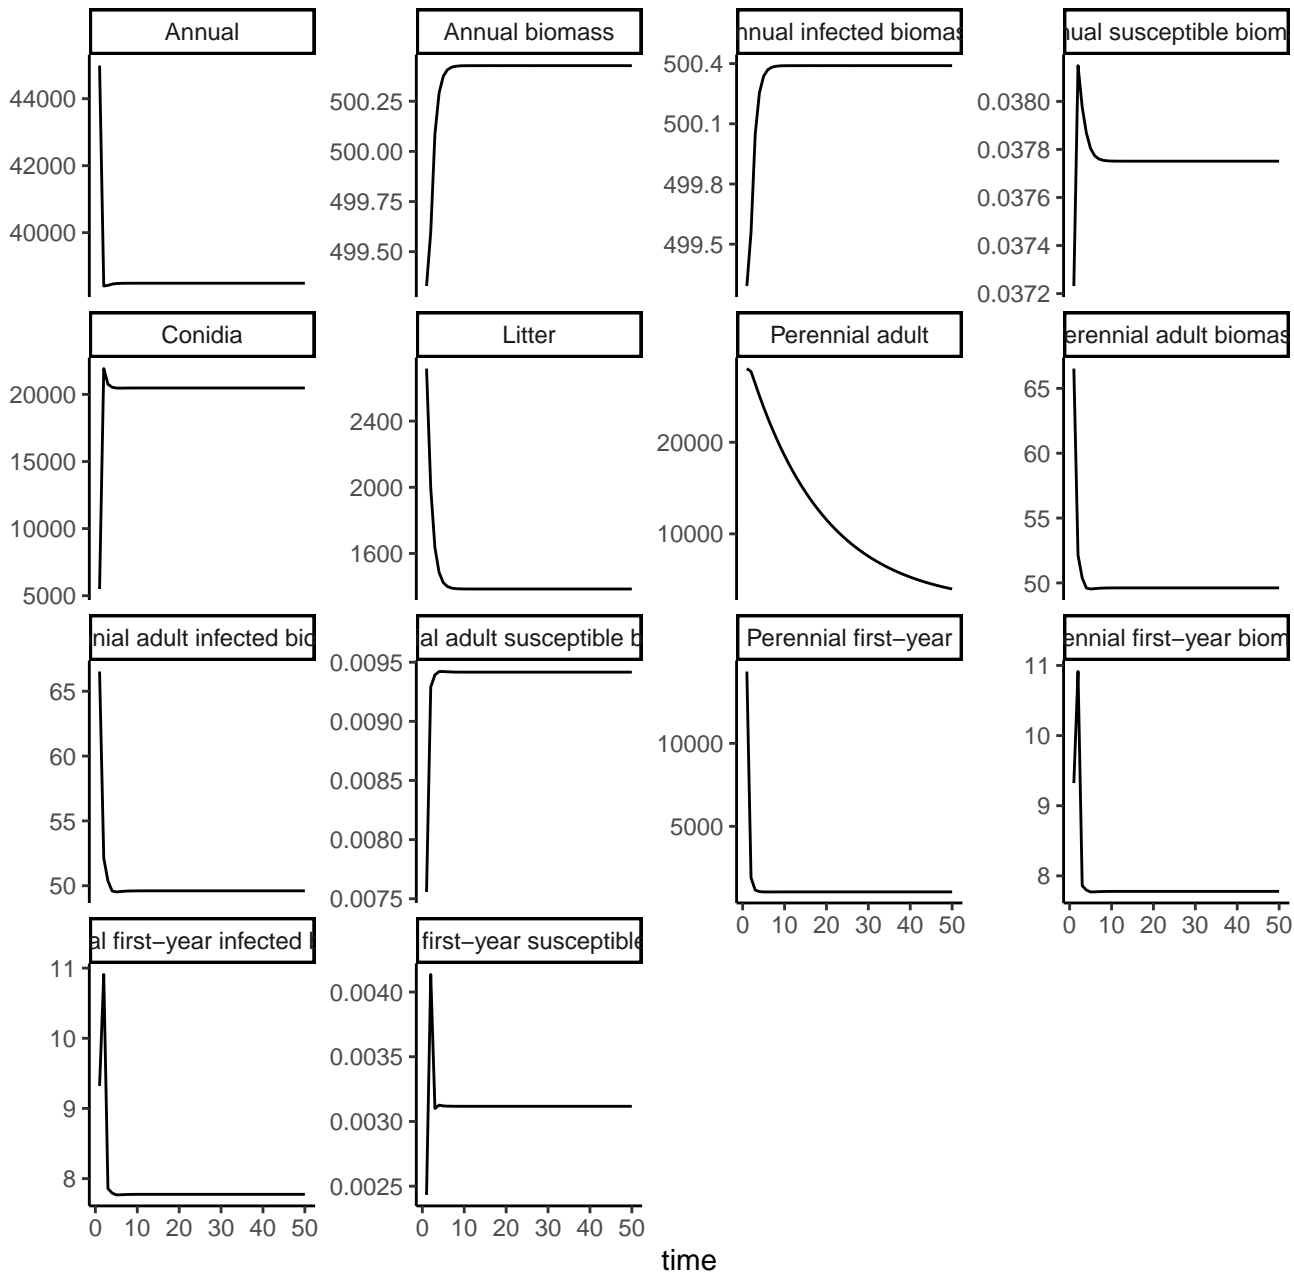 Annual
Annual biomass
nnual infected biomas
nual susceptible biom
44000
42000
40000
500.25
500.00
499.75
499.50
500.4
500.1
499.8
499.5
0.0380
0.0378
0.0376
0.0374
0.0372
Conidia
Litter
Perennial adult
erennial adult biomas
20000
15000
10000
5000
2400
2000
1600
20000
10000
65
60
55
50
nial adult infected bio
al adult susceptible b
Perennial first−year
ennial first−year biom
65
60
55
50
0.0095
0.0090
0.0085
0.0080
0.0075
10000
5000
11
10
9
8
0 10 20 30 40 50
0 10 20 30 40 50
al first−year infected b
first−year susceptible
11
10
9
8
0.0040
0.0035
0.0030
0.0025
0 10 20 30 40 50
0 10 20 30 40 50
time